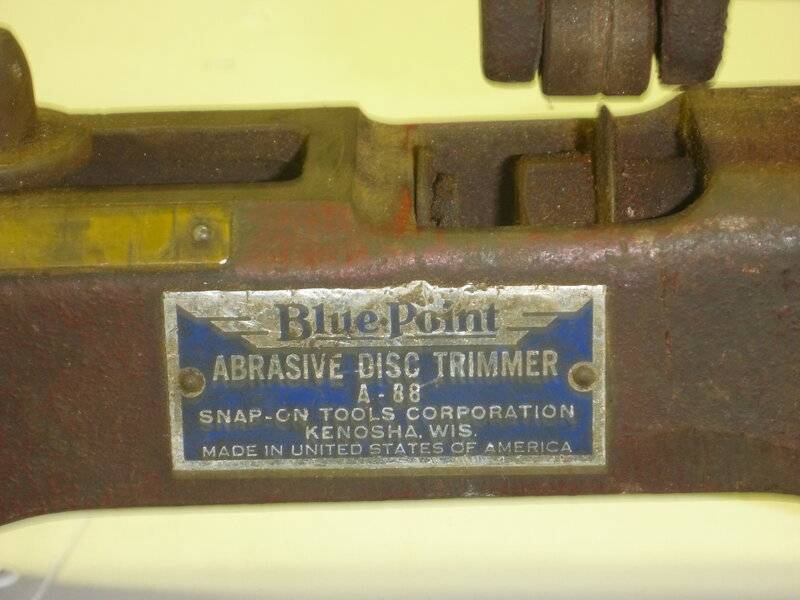 Blue-Point
ABRASIVE DISC TRIMMER
A-88
SNAP-ON TOOLS CORPORATION
KENOSHA, WIS.
MADE IN UNITED STATES OF AMERICA